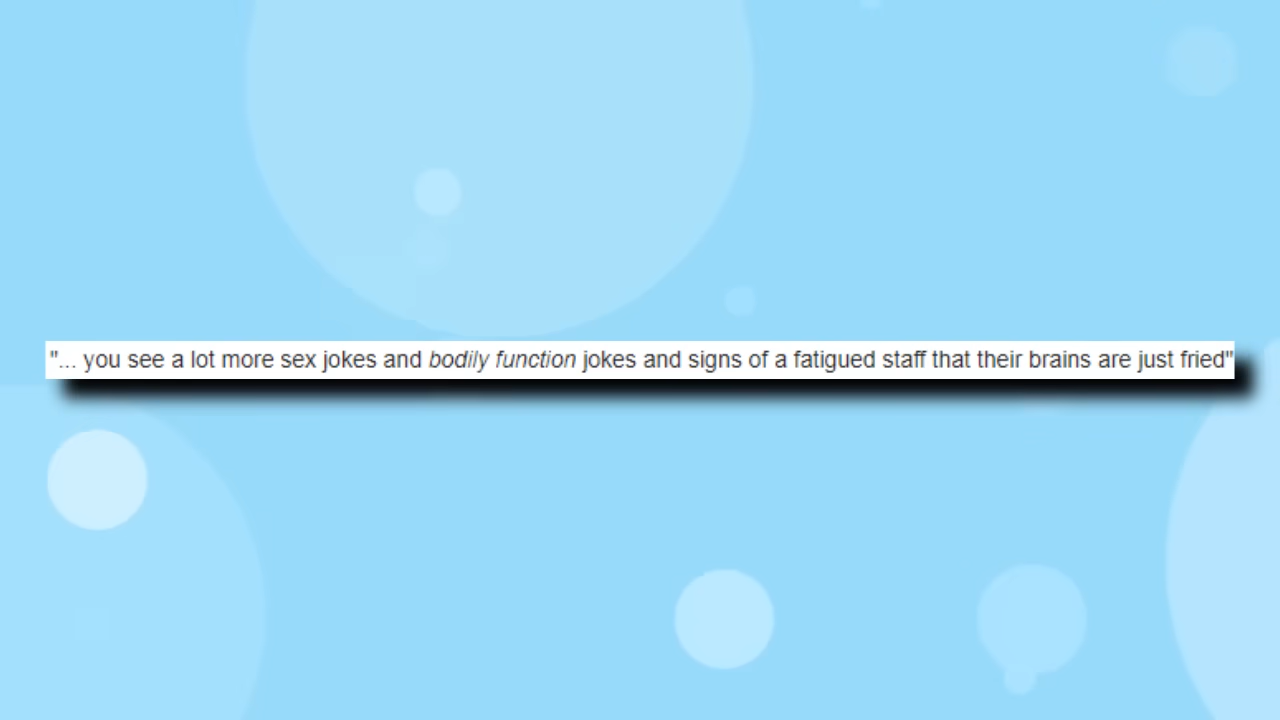 "... you see a lot more sex jokes and bodily function jokes and signs of a fatigued staff that their brains are just fried"